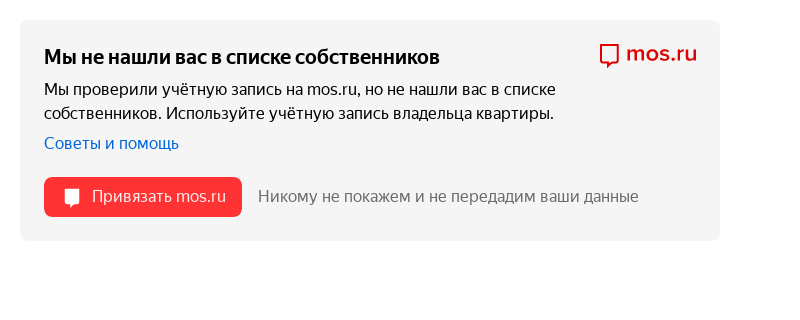 Мы не нашли вас в списке собственников
mos.ru
Мы проверили учётную запись на mos.ru, но не нашли вас в списке
собственников. Используйте учётную запись владельца квартиры.
Советы и помощь
Привязать mos.ru
Никому не покажем и не передадим ваши данные